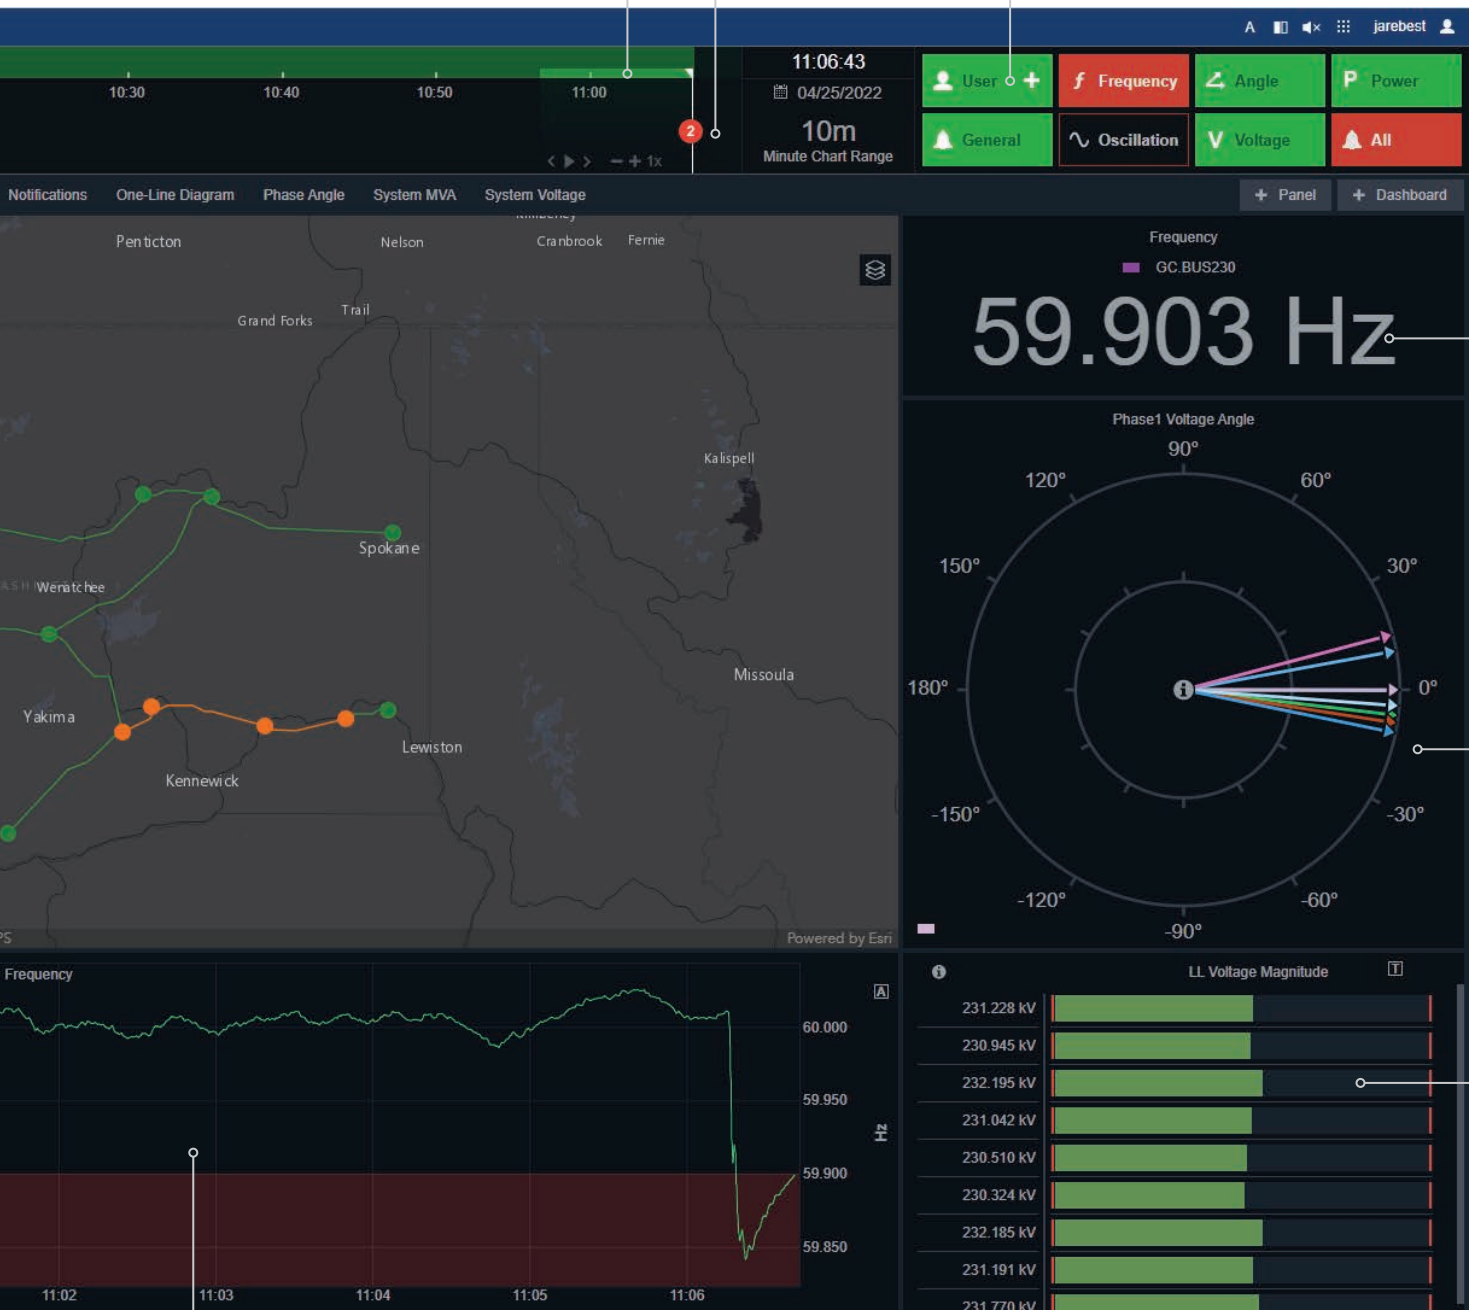 A jarebest
10:30 10:40 10:50 11:00
2
1x
11:06:43
04/25/2022
10m
Minute Chart Range
User + f Frequency Angle P Power
General Oscillation V Voltage All
Notifications One-Line Diagram Phase Angle System MVA System Voltage + Panel + Dashboard
Penticton Nelson Cranbrook Fernie
Trail
Grand Forks
Kalispell
Spokane
Wenatchee
Missoula
Yakima
Lewiston
Kennewick
Powered by Esri
Frequency
GC.BUS230
59.903 Hz
Phase1 Voltage Angle
90°
120° 60°
150° 30°
180° 0°
-150° -30°
-120° -60°
-90°
Frequency
A
60.000
59.950
Hz
59.900
59.850
11:02 11:03 11:04 11:05 11:06
LL Voltage Magnitude T
231.228 kV
230.945 kV
232.195 kV
231.042 kV
230.510 kV
230.324 kV
232.185 kV
231.191 kV
231.770 kV